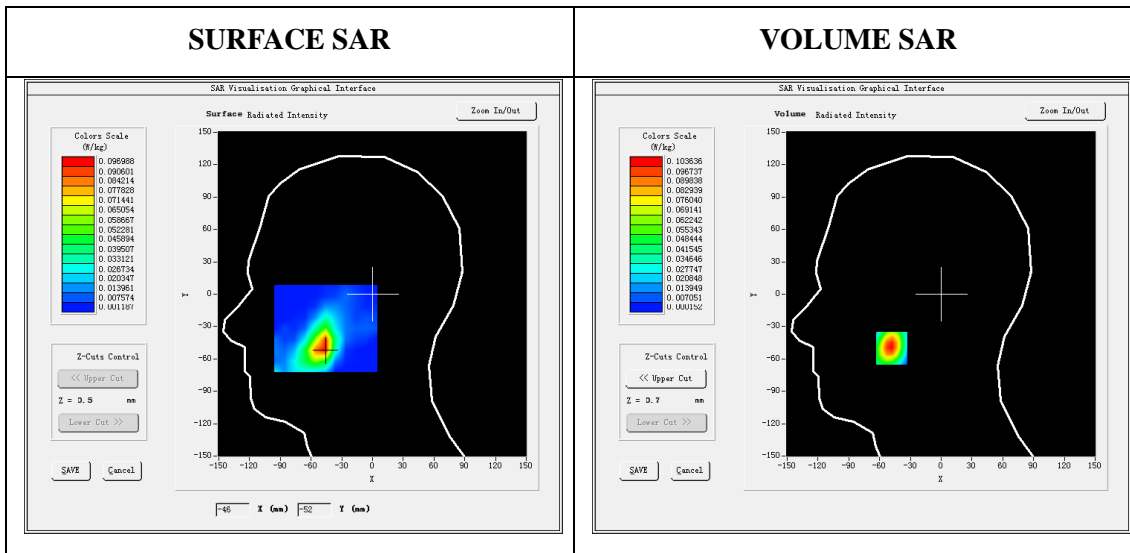 SURFACE SAR
VOLUME SAR
SAR Visualisation Graphical Interface
Surface Radiated Intensity
Zoom In/Out
Colors Scale
(W/kg)
0.096988
0.090601
0.084214
0.077828
0.071441
0.065054
0.058667
0.052281
0.045894
0.039507
0.033121
0.026734
0.020347
0.013961
0.007574
0.001187
Z-Cuts Control
<< Upper Cut
Z = 0.5 mm
Lower Cut >>
SAVE Cancel
150
120
90
60
30
0
-30
-60
-90
-120
-150
Y
-150 -120 -90 -60 -30 0 30 60 90 120 150
X
-46 X (mm) -52 Y (mm)
SAR Visualisation Graphical Interface
Volume Radiated Intensity
Zoom In/Out
Colors Scale
(W/kg)
0.103636
0.096737
0.089838
0.082939
0.076040
0.069141
0.062242
0.055343
0.048444
0.041545
0.034646
0.027747
0.020848
0.013949
0.007051
0.000152
Z-Cuts Control
<< Upper Cut
Z = 0.7 mm
Lower Cut >>
SAVE Cancel
150
120
90
60
30
0
-30
-60
-90
-120
-150
Y
-150 -120 -90 -60 -30 0 30 60 90 120 150
X